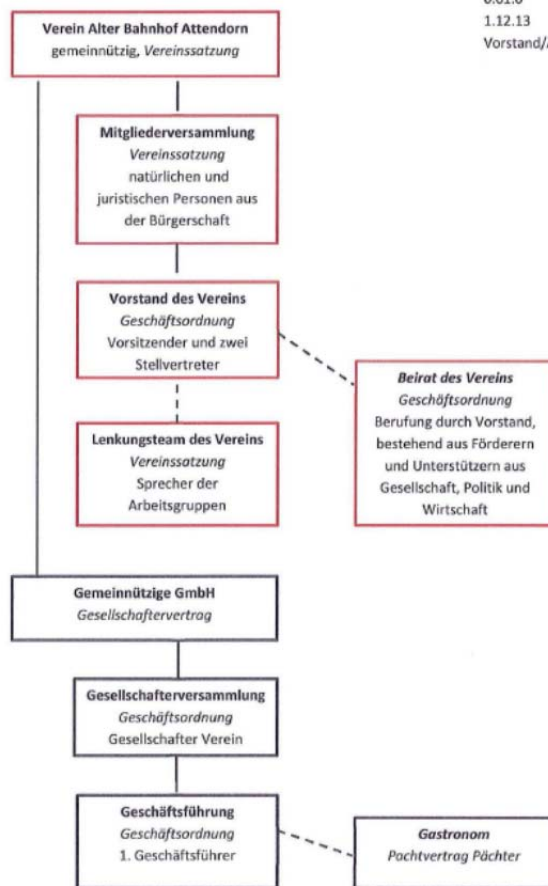 1.12.13
Vorstand/
Verein Alter Bahnhof Attendorn
gemeinnützig, Vereinssatzung
Mitgliederversammlung
Vereinssatzung
natürlichen und
juristischen Personen aus
der Bürgerschaft
Vorstand des Vereins
Geschäftsordnung
Vorsitzender und zwei
Stellvertreter
Beirat des Vereins
Geschäftsordnung
Berufung durch Vorstand,
bestehend aus Förderern
und Unterstützern aus
Gesellschaft, Politik und
Wirtschaft
Lenkungsteam des Vereins
Vereinssatzung
Sprecher der
Arbeitsgruppen
Gemeinnützige GmbH
Gesellschaftervertrag
Gesellschafterversammlung
Geschäftsordnung
Gesellschafter Verein
Geschäftsführung
Geschäftsordnung
1. Geschäftsführer
Gastronom
Pachtvertrag Pächter